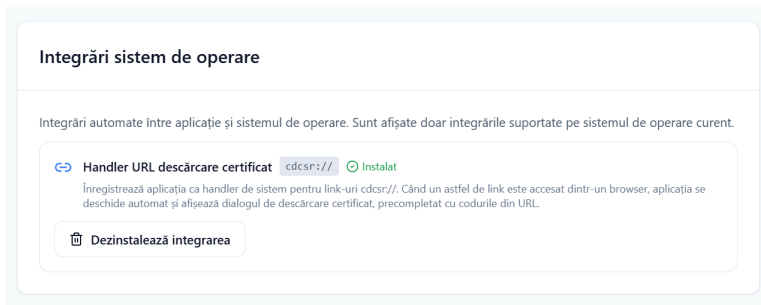 Integrări sistem de operare
Integrări automate între aplicație și sistemul de operare. Sunt afișate doar integrările suportate pe sistemul de operare curent.
Handler URL descărcare certificat cdcsr:// Instalat
Înregistrează aplicația ca handler de sistem pentru link-uri cdcsr://. Când un astfel de link este accesat dintr-un browser, aplicația se
deschide automat și afișează dialogul de descărcare certificat, precompletat cu codurile din URL.
Dezinstalează integrarea